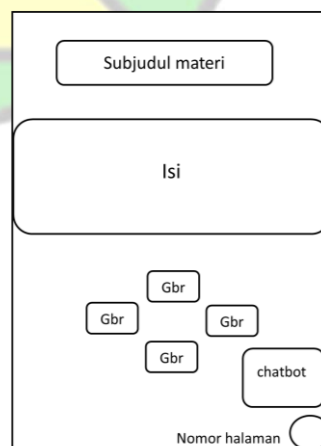 Subjudul materi
Isi
Gbr
Gbr
Gbr
Gbr
chatbot
Nomor halaman